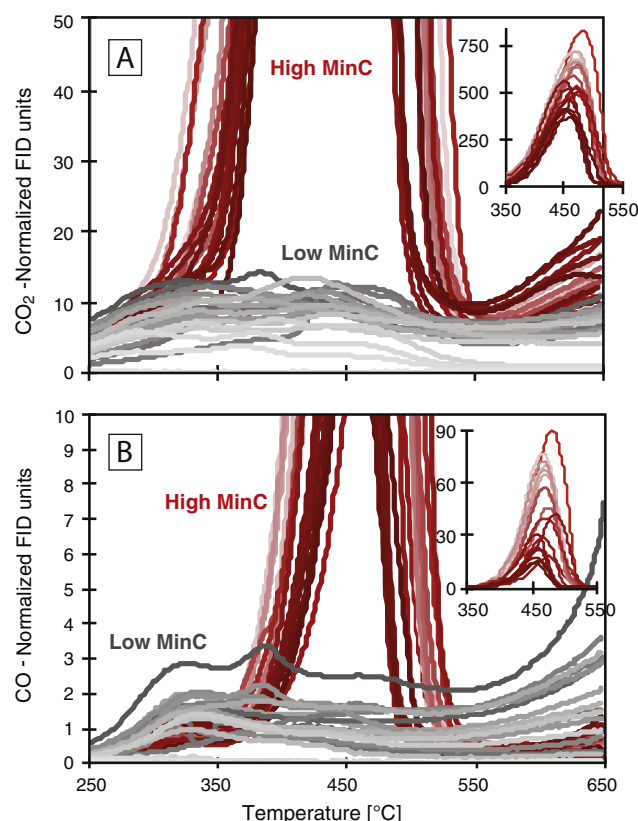 A
CO2 -Normalized FID units
50
40
30
20
10
0
High MinC
Low MinC
750
500
250
0
350 450 550
B
CO - Normalized FID units
10
9
8
7
6
5
4
3
2
1
0
High MinC
Low MinC
90
60
30
0
350 450 550
250 350 450 550 650
Temperature [°C]